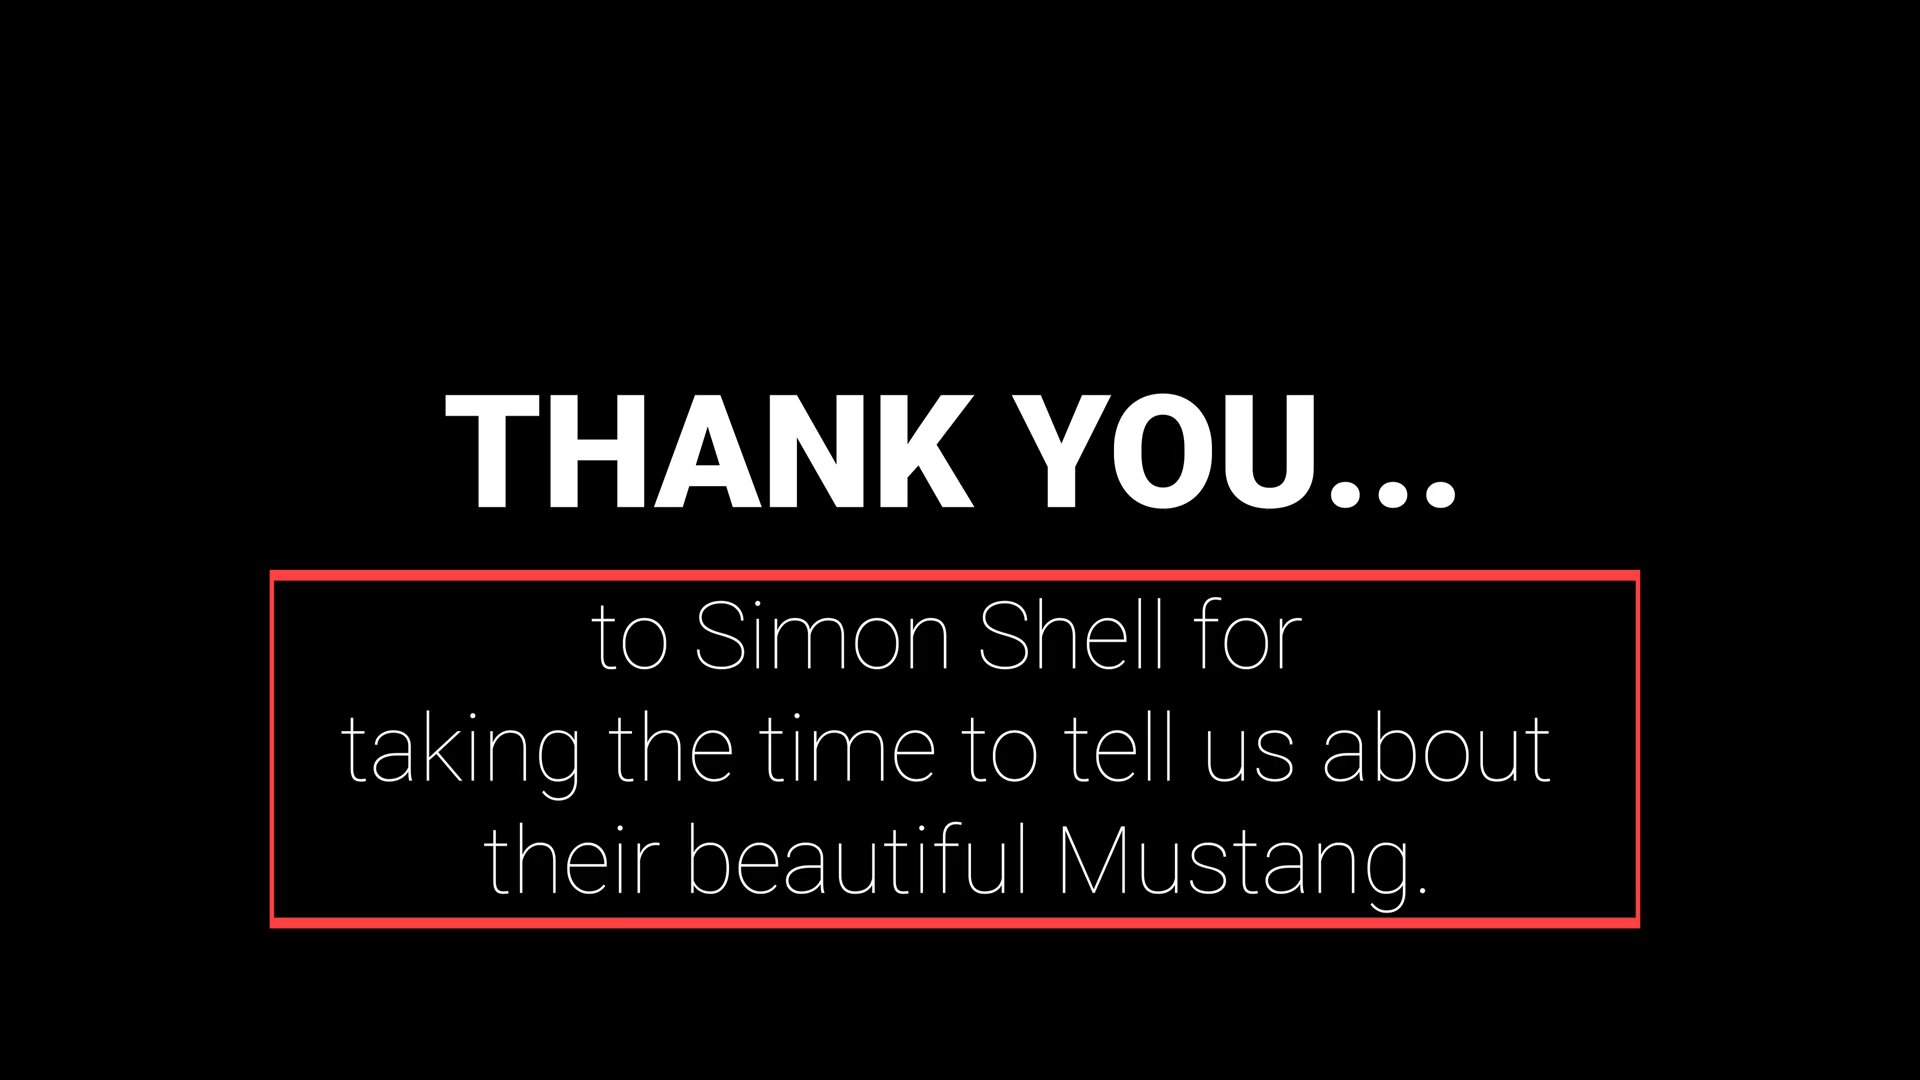 THANK YOU...
to Simon Shell for
taking the time to tell us about
their beautiful Mustang.